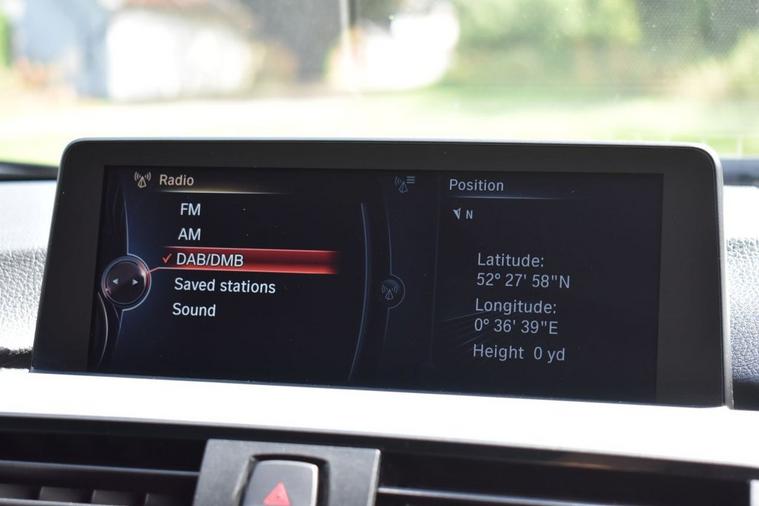 Radio
FM
AM
DAB/DMB
Saved stations
Sound
Position
N
Latitude:
52° 27' 58"N
Longitude:
0° 36' 39"E
Height 0 yd